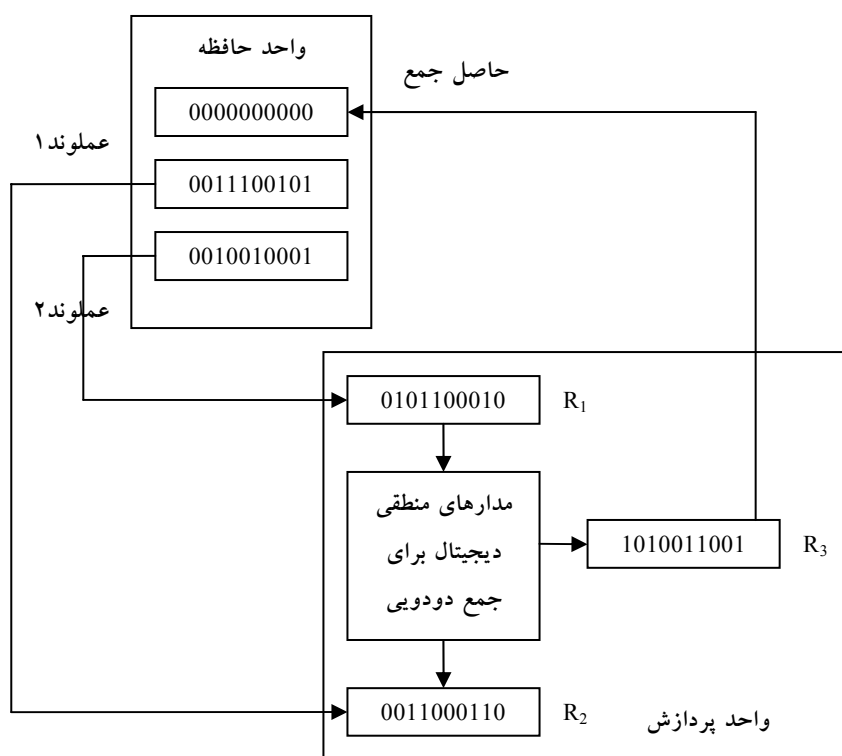 واحد حافظه
حاصل جمع
0000000000
عملوند۱
0011100101
0010010001
عملوند۲
0101100010 R₁
مدارهای منطقی
دیجیتال برای
جمع دودویی
1010011001 R₃
0011000110 R₂
واحد پردازش